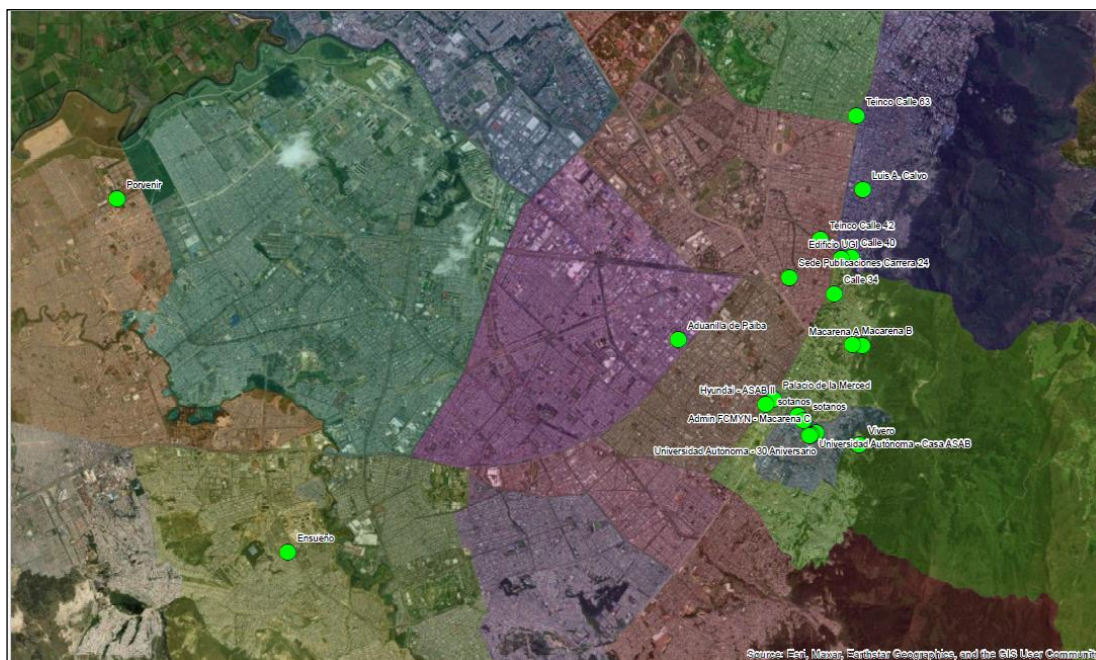 Teinco Calle 63
Luis A. Calvo
Porvenir
Teinco Calle 42
Edificio UGI
Calle 40
Sede Publicaciones Carrera 24
Calle 34
Aduanilla de Paiba
Macarena A
Macarena B
Hyundai - ASAB II
Palacio de la Merced
sotanos
sotanos
Admin FCMYN - Macarena C
Vivero
Universidad Autónoma - Casa ASAB
Universidad Autónoma - 30 Aniversario
Ensueño
Source: Esri, Maxar, Earthstar Geographics, and the GIS User Community